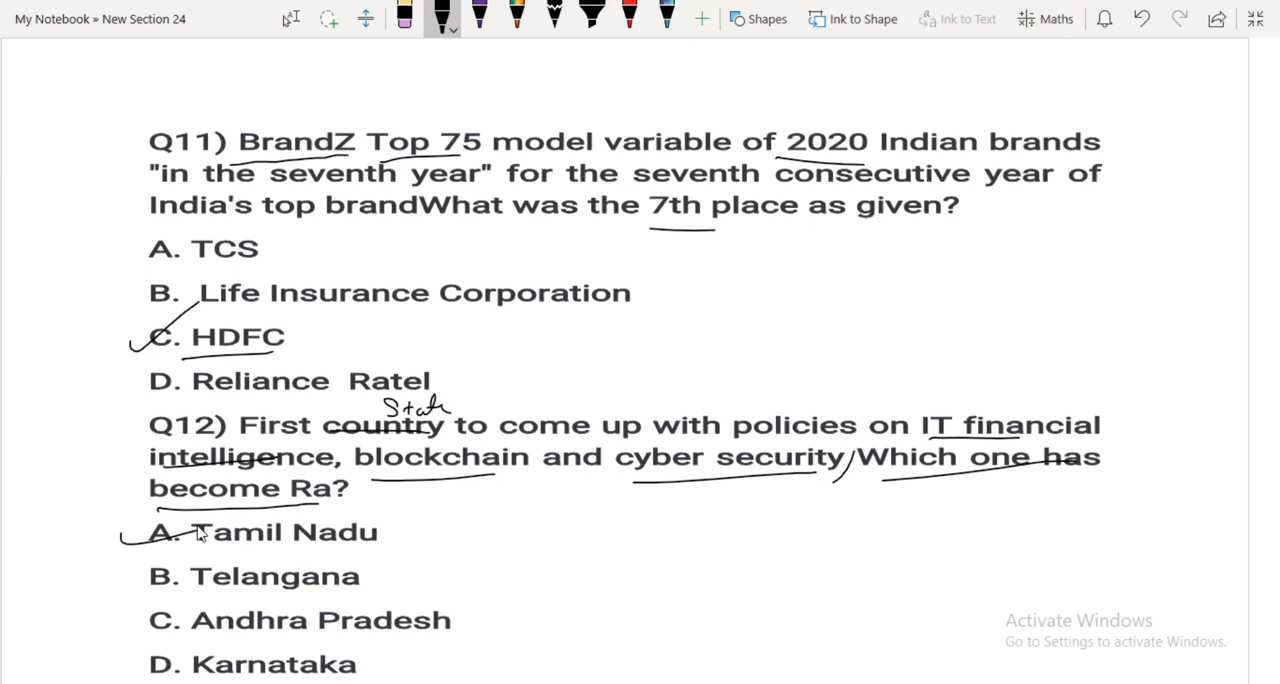 My Notebook » New Section 24
Shapes
Ink to Shape
Ink to Text
Maths
Q11) BrandZ Top 75 model variable of 2020 Indian brands
"in the seventh year" for the seventh consecutive year of
India's top brandWhat was the 7th place as given?
A. TCS
B. Life Insurance Corporation
C. HDFC
D. Reliance Ratel
State
Q12) First country to come up with policies on IT financial
intelligence, blockchain and cyber security, Which one has
become Ra?
A. Tamil Nadu
B. Telangana
C. Andhra Pradesh
D. Karnataka
Activate Windows
Go to Settings to activate Windows.